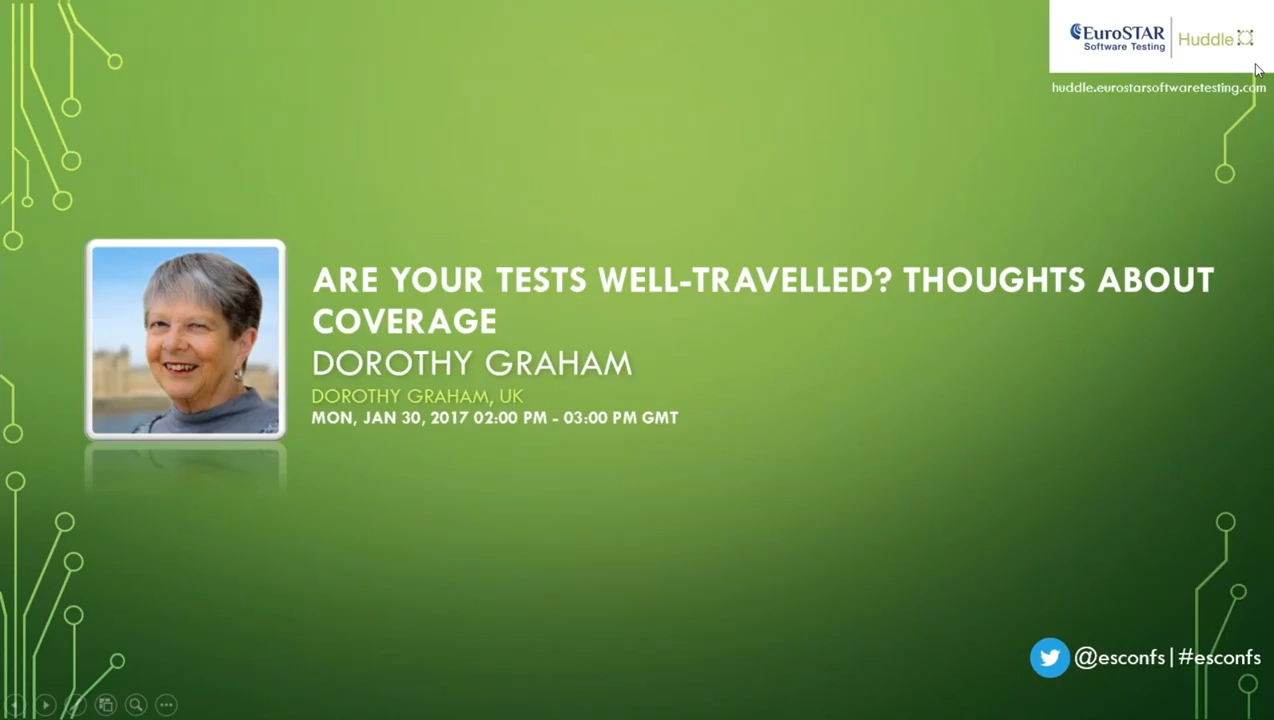 EuroSTAR
Software Testing
Huddle
huddle.eurostarsoftwaretesting.com
ARE YOUR TESTS WELL-TRAVELLED? THOUGHTS ABOUT
COVERAGE
DOROTHY GRAHAM
DOROTHY GRAHAM, UK
MON, JAN 30, 2017 02:00 PM - 03:00 PM GMT
@esconfs|#esconfs